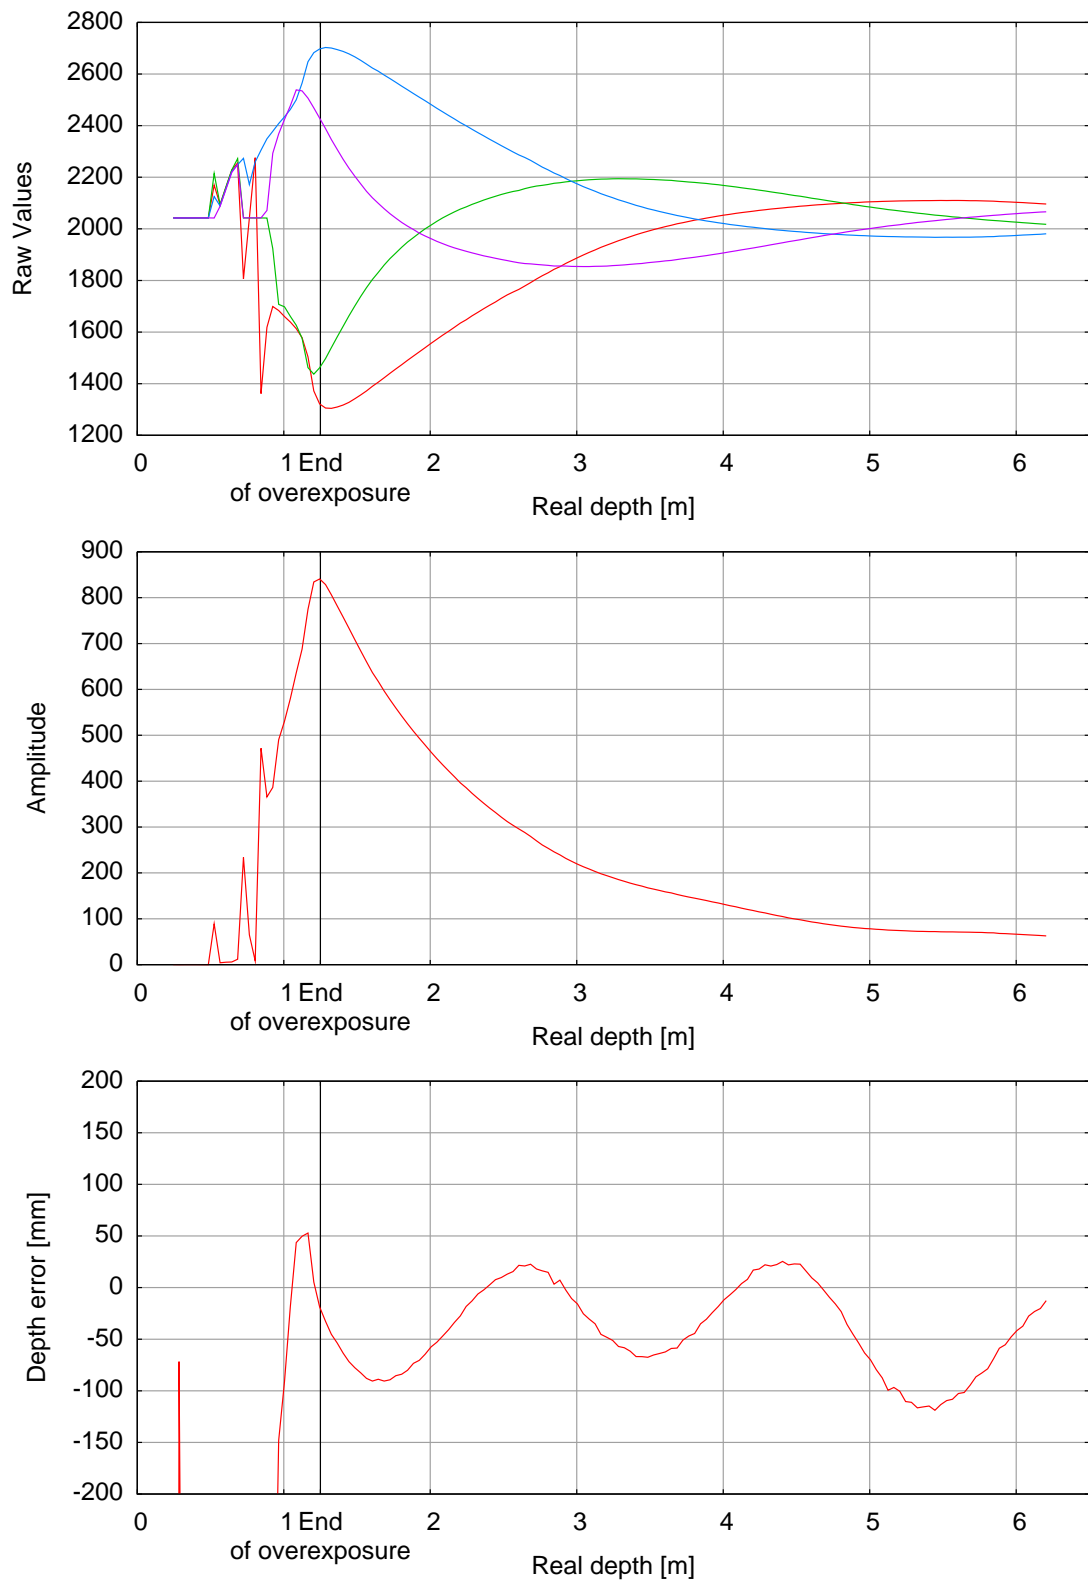 2800
2600
2400
2200
2000
1800
1600
1400
1200
Raw Values
0 1 End 2 3 4 5 6
of overexposure
Real depth [m]
900
800
700
600
500
400
300
200
100
0
Amplitude
0 1 End 2 3 4 5 6
of overexposure
Real depth [m]
200
150
100
50
0
-50
-100
-150
-200
Depth error [mm]
0 1 End 2 3 4 5 6
of overexposure
Real depth [m]